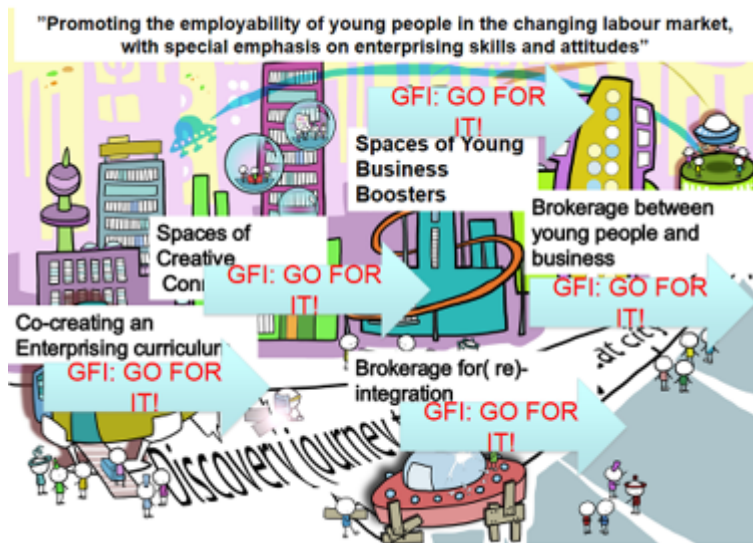 ”Promoting the employability of young people in the changing labour market,
with special emphasis on enterprising skills and attitudes”
GFI: GO FOR
IT!
Spaces of Young
Business
Boosters
Brokerage between
young people and
business
GFI: GO FOR
IT!
Spaces of
Creative
GFI: GO FOR
IT!
Co-creating an
Enterprising curriculum
GFI: GO FOR
IT!
Brokerage for( re)-
integration
GFI: GO FOR
IT!
Discovery journey
at city